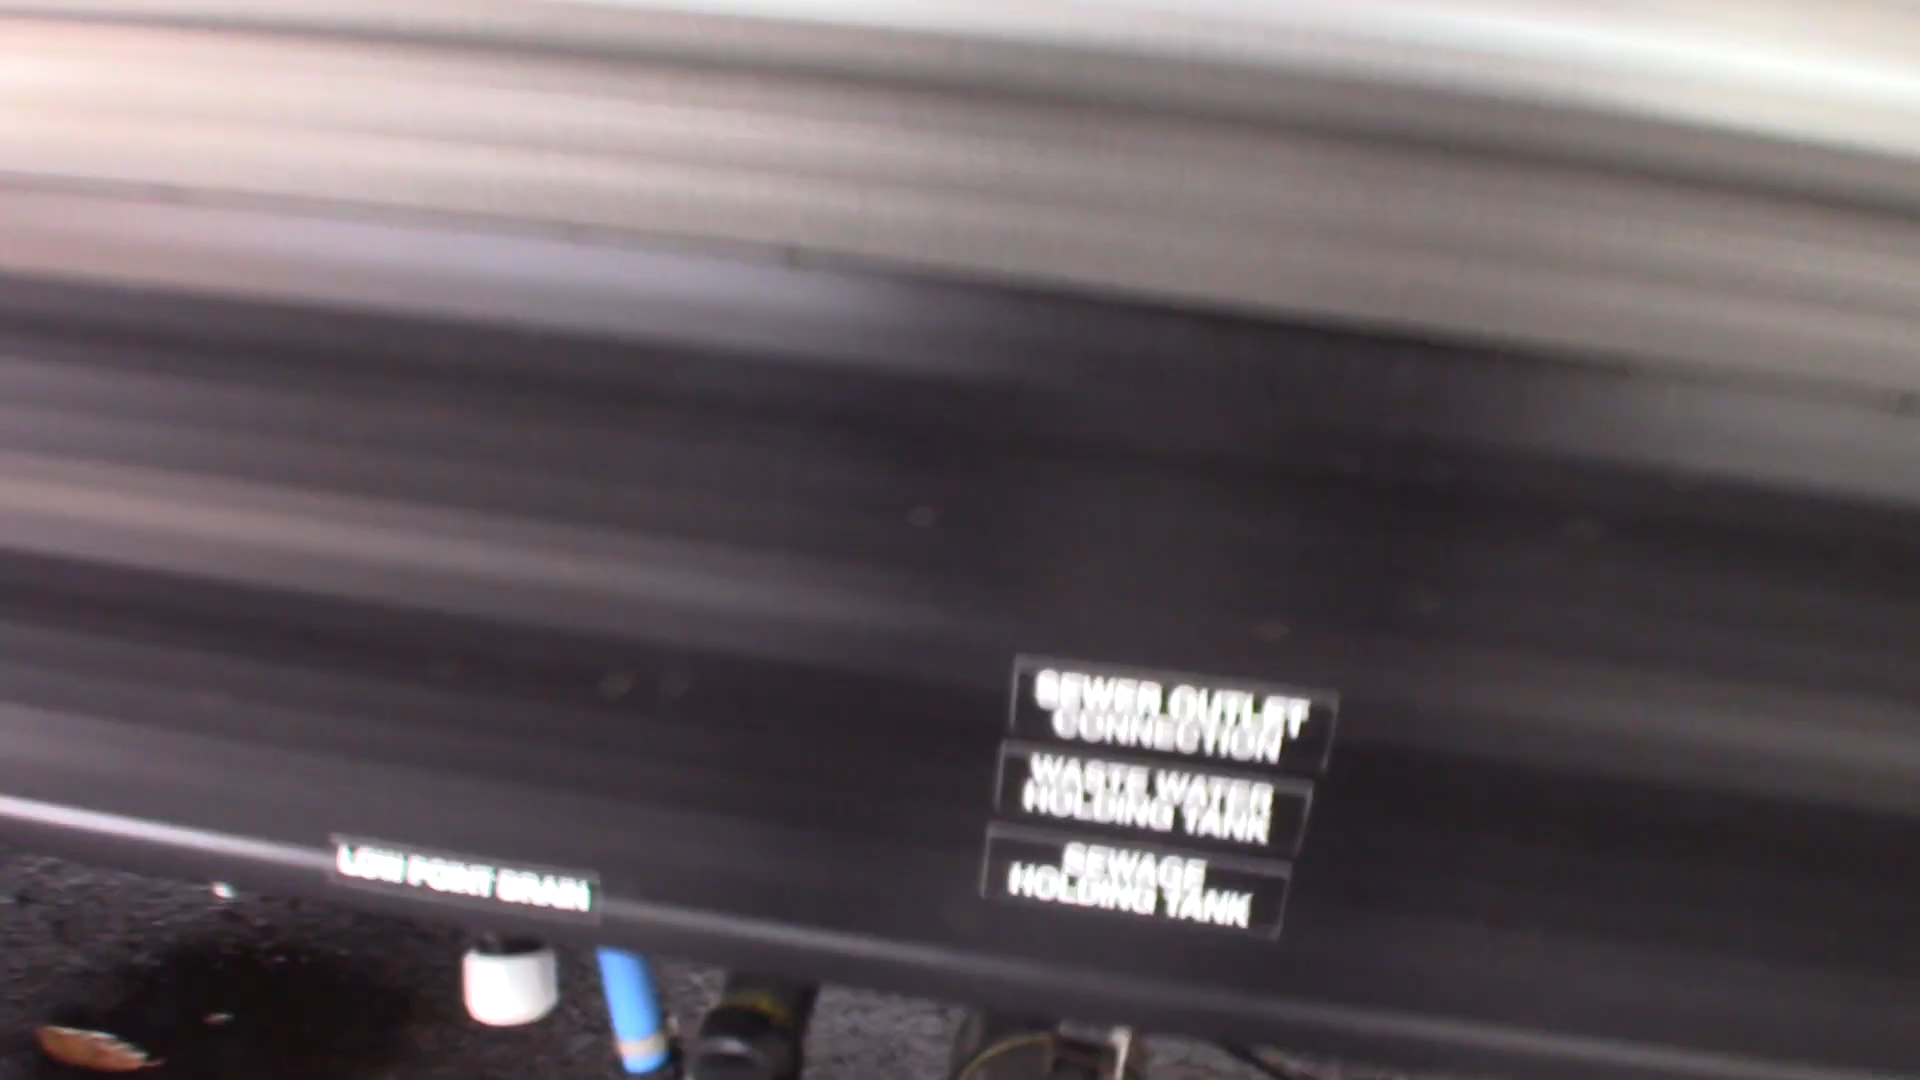 SEWER OUTLET
CONNECTION
WASTE WATER
HOLDING TANK
SEWAGE
HOLDING TANK
LOW POINT DRAIN